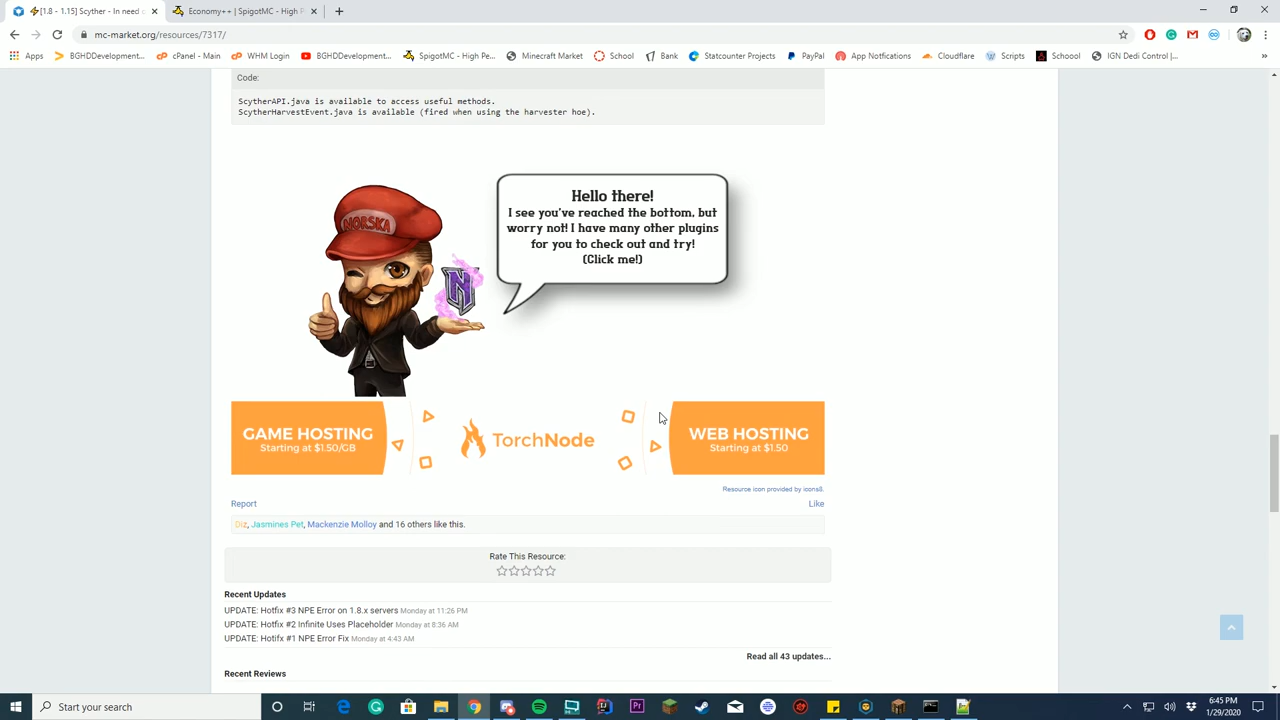 [1.8 - 1.15] Scyther - In need o
Economy++ | SpigotMC - High P
mc-market.org/resources/7317/
Apps
BGHDDevelopment...
cPanel - Main
WHM Login
BGHDDevelopment...
SpigotMC - High Pe...
Minecraft Market
School
Bank
Statcounter Projects
PayPal
App Notfications
Cloudflare
Scripts
Schoool
IGN Dedi Control |...
»
Code:
ScytherAPI.java is available to access useful methods.
ScytherHarvestEvent.java is available (fired when using the harvester hoe).
NORSKA
N
Hello there!
I see you've reached the bottom, but
worry not! I have many other plugins
for you to check out and try!
(Click me!)
GAME HOSTING
Starting at $1.50/GB
TorchNode
WEB HOSTING
Starting at $1.50
Resource icon provided by icons8.
Report
Like
Diz, Jasmines Pet, Mackenzie Molloy and 16 others like this.
Rate This Resource:
Recent Updates
UPDATE: Hotfix #3 NPE Error on 1.8.x servers Monday at 11:26 PM
UPDATE: Hotfix #2 Infinite Uses Placeholder Monday at 8:36 AM
UPDATE: Hotifx #1 NPE Error Fix Monday at 4:43 AM
Read all 43 updates...
Recent Reviews
Start your search
6:45 PM
1/29/2020